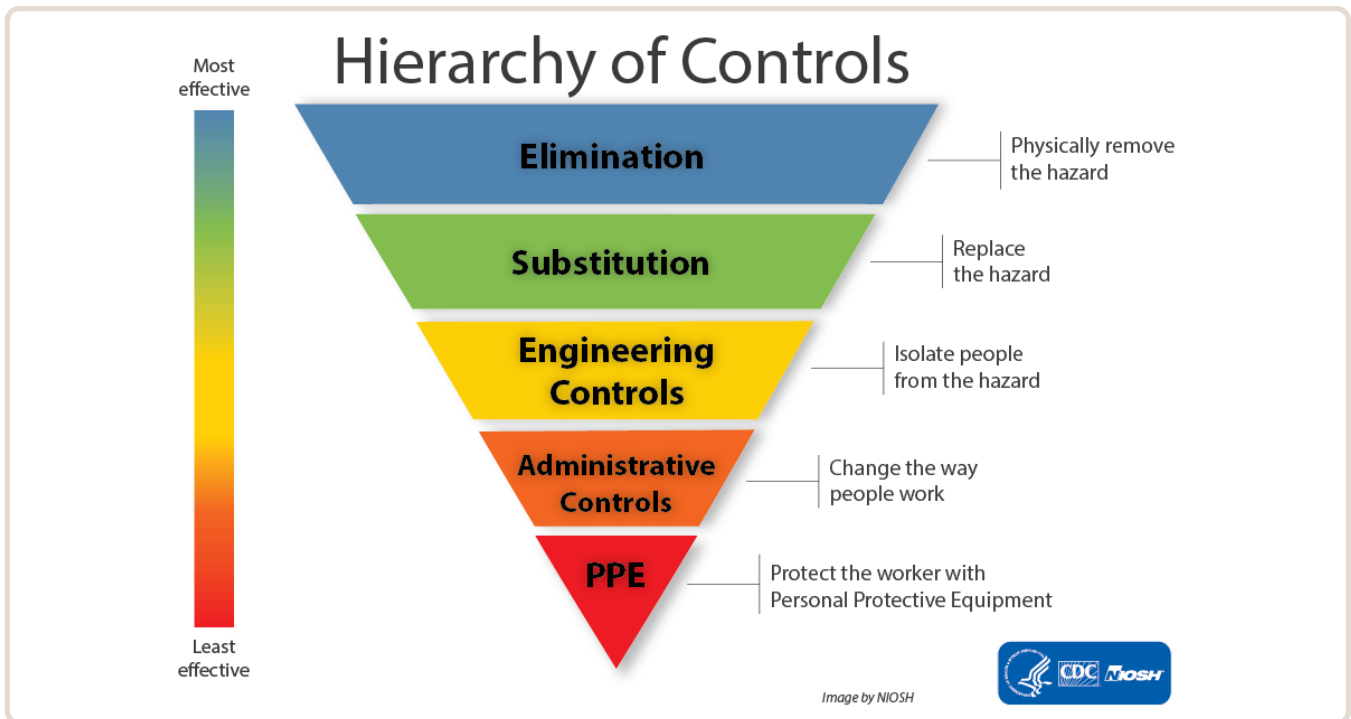 Hierarchy of Controls
Most
effective
Elimination
Physically remove
the hazard
Substitution
Replace
the hazard
Engineering
Controls
Isolate people
from the hazard
Administrative
Controls
Change the way
people work
PPE
Protect the worker with
Personal Protective Equipment
Least
effective
Image by NIOSH
CDC
NIOSH